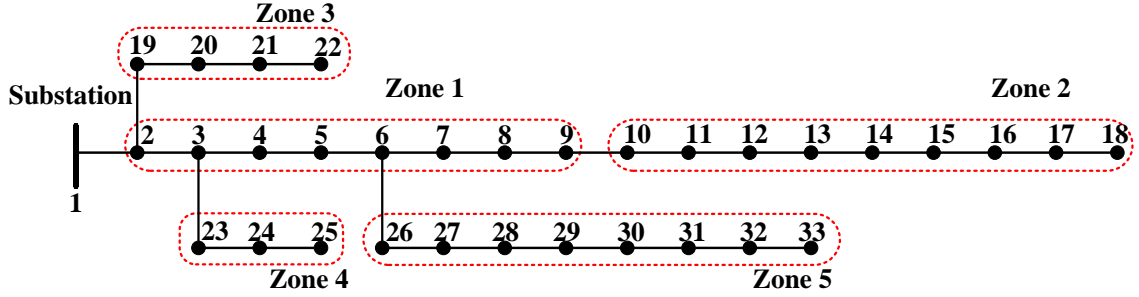 Zone 3
19 20 21 22
Substation
Zone 1
Zone 2
2 3 4 5 6 7 8 9 10 11 12 13 14 15 16 17 18
1
23 24 25
26 27 28 29 30 31 32 33
Zone 4
Zone 5